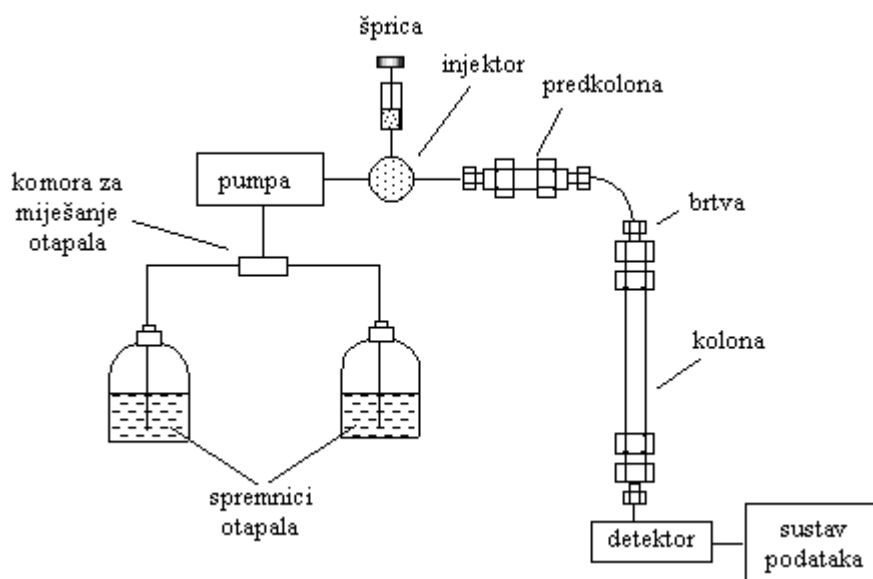 šprica
injektor
predkolona
pumpa
komora za
miješanje
otapala
brtva
kolona
spremnici
otapala
detektor
sustav
podataka